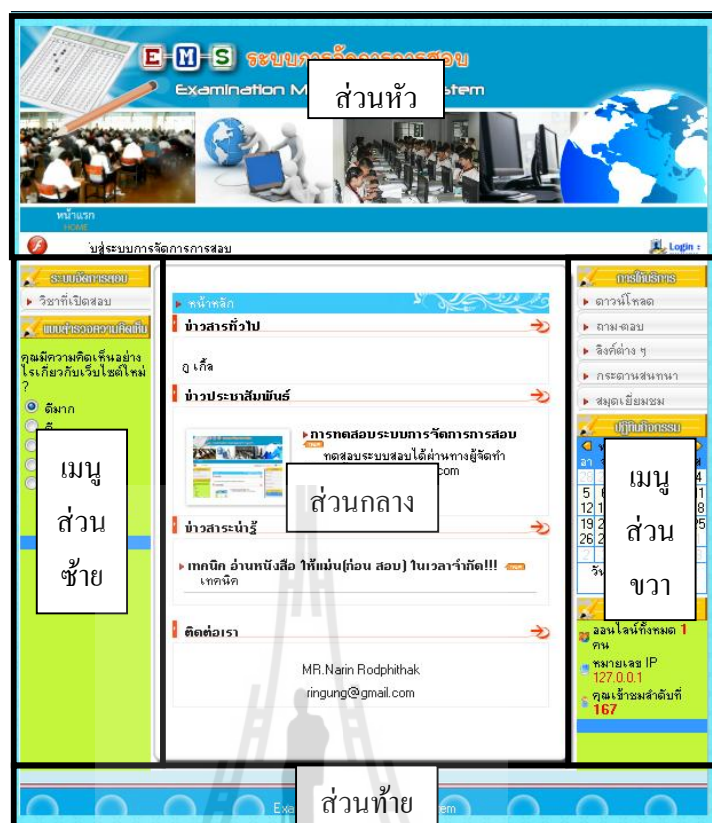 E-M-S ระบบการจัดการการสอบ
Examination M
stem
ส่วนหัว
หน้าแรก
HOME
สู่ระบบการจัดการการสอบ
Login :
ระบบจัดการสอบ
วิชาที่เปิดสอบ
แบบสำรวจความคิดเห็น
คุณมีความคิดเห็นอย่าง
ไรเกี่ยวกับเว็บไซต์ใหม่
?
ดีมาก
เมนู
ส่วน
ซ้าย
หน้าหลัก
ข่าวสารทั่วไป
ข่าวประชาสัมพันธ์
การทดสอบระบบการจัดการการสอบ
ทดสอบระบบสอบได้ผ่านทางผู้จัดทำ
com
ส่วนกลาง
ข่าวสาระน่ารู้
เทคนิค อ่านหนังสือ ให้แม่น(ก่อน สอบ) ในเวลาจำกัด!!!
เทคนิค
ติดต่อเรา
MR.Narin Rodphithak
ringung@gmail.com
การให้บริการ
ดาวน์โหลด
ถาม-ตอบ
ลิงค์ต่าง ๆ
กระดานสนทนา
สมุดเยี่ยมชม
ปฏิทินกิจกรรม
อา
ส
4
5
11
12
18
19
25
26
เมนู
ส่วน
ขวา
ออนไลน์ทั้งหมด 1
คน
หมายเลข IP
127.0.0.1
คุณเข้าชมลำดับที่
167
ส่วนท้าย